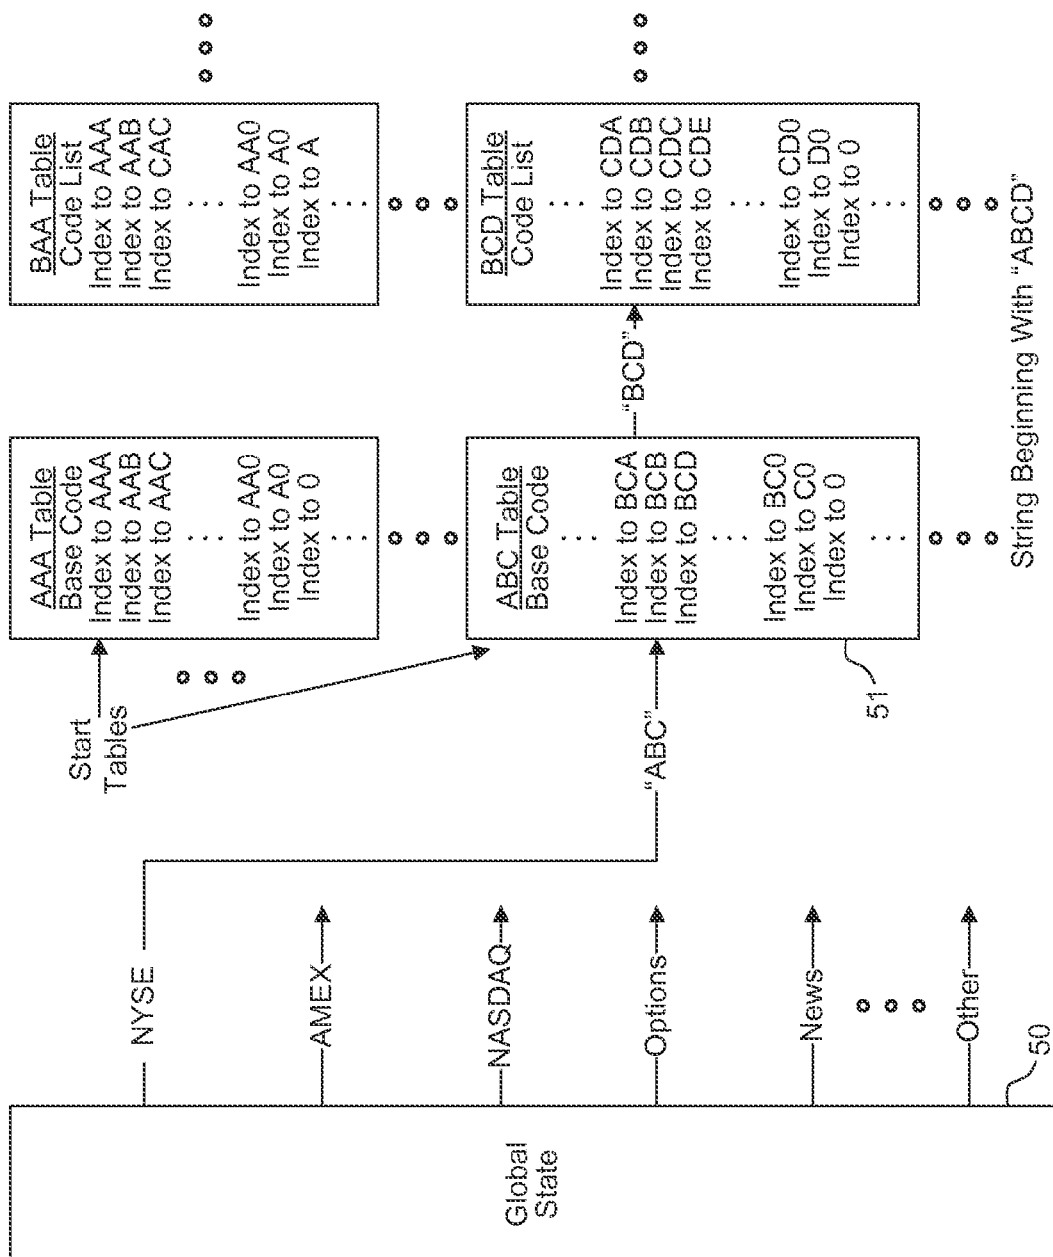 Global
State
50
NYSE
AMEX
NASDAQ
Options
News
Other
Start
Tables
"ABC"
AAA Table
Base Code
Index to AAA
Index to AAB
Index to AAC
Index to AA0
Index to A0
Index to 0
ABC Table
Base Code
Index to BCA
Index to BCB
Index to BCD
Index to BC0
Index to C0
Index to 0
51
"BCD"
BAA Table
Code List
Index to AAA
Index to AAB
Index to CAC
Index to AA0
Index to A0
Index to A
BCD Table
Code List
Index to CDA
Index to CDB
Index to CDC
Index to CDE
Index to CD0
Index to D0
Index to 0
String Beginning With "ABCD"